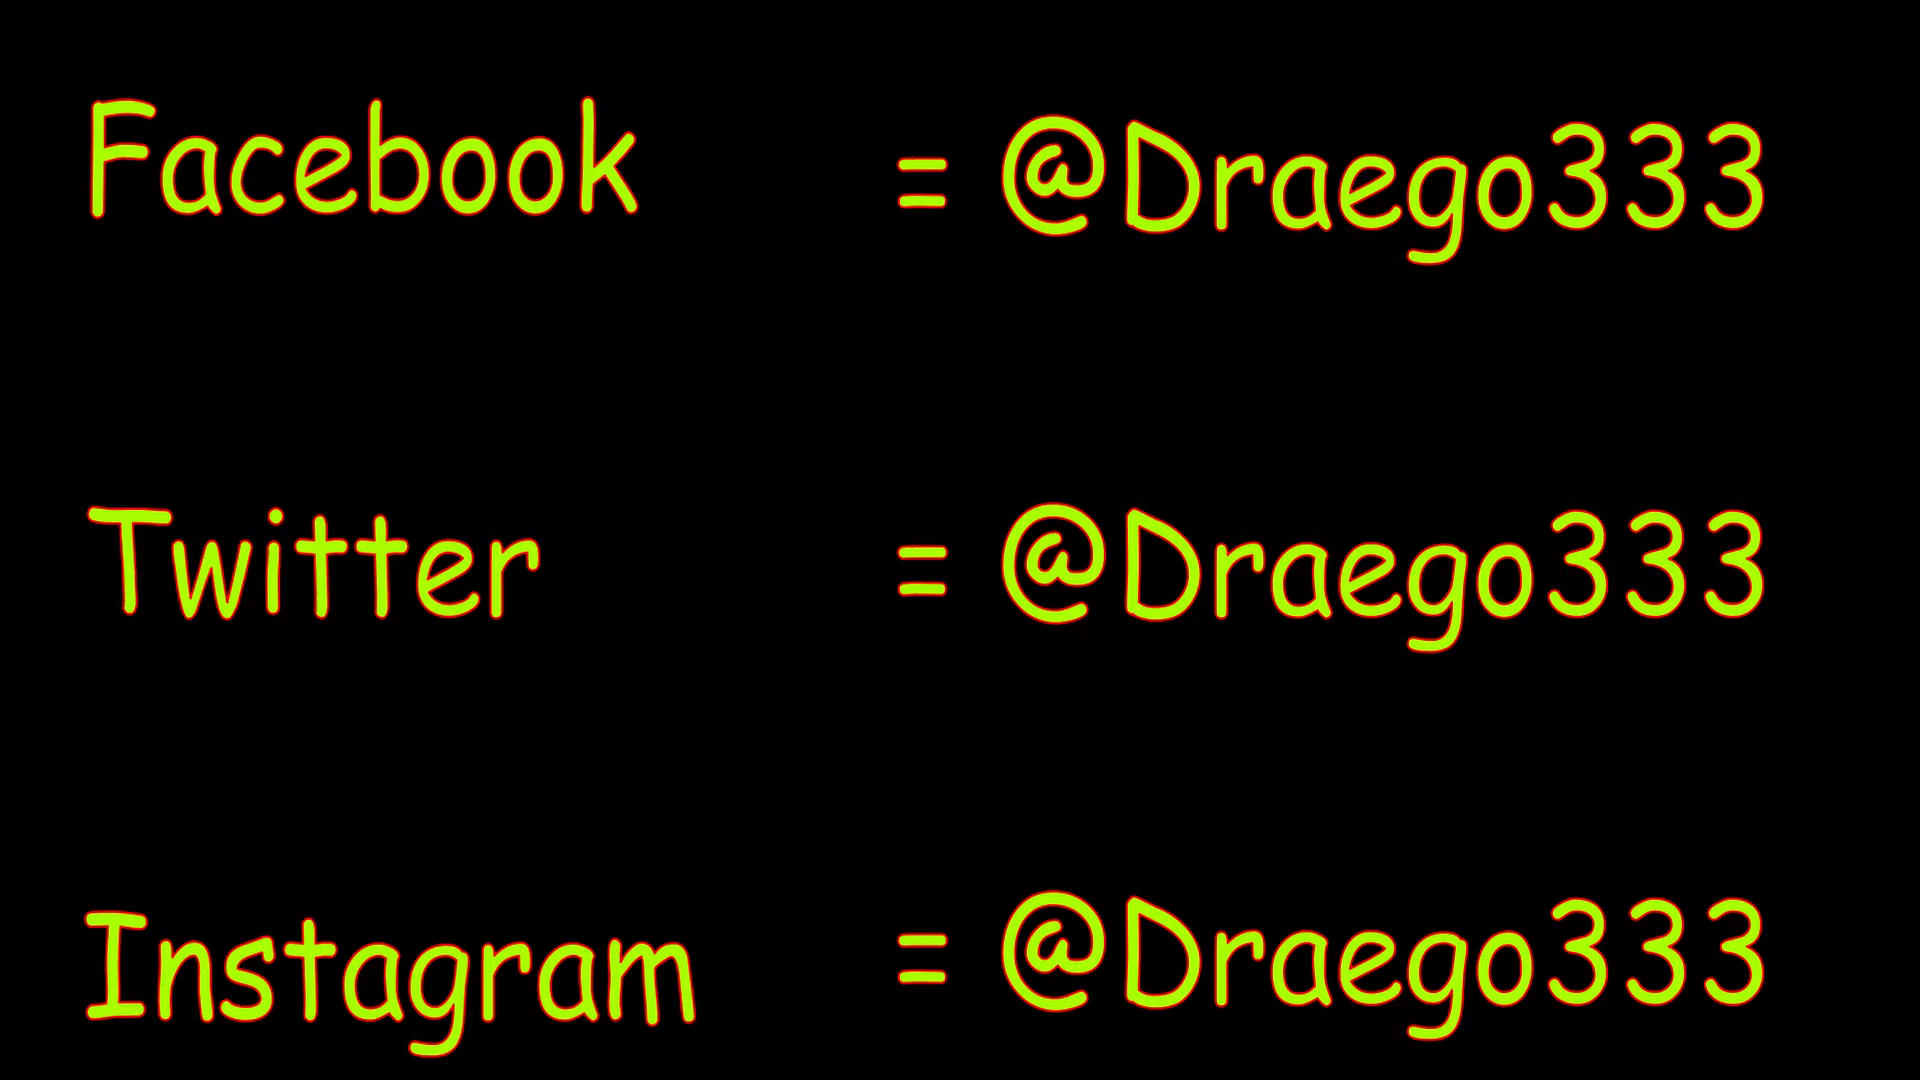 Facebook = @Draego333
Twitter = @Draego333
Instagram = @Draego333